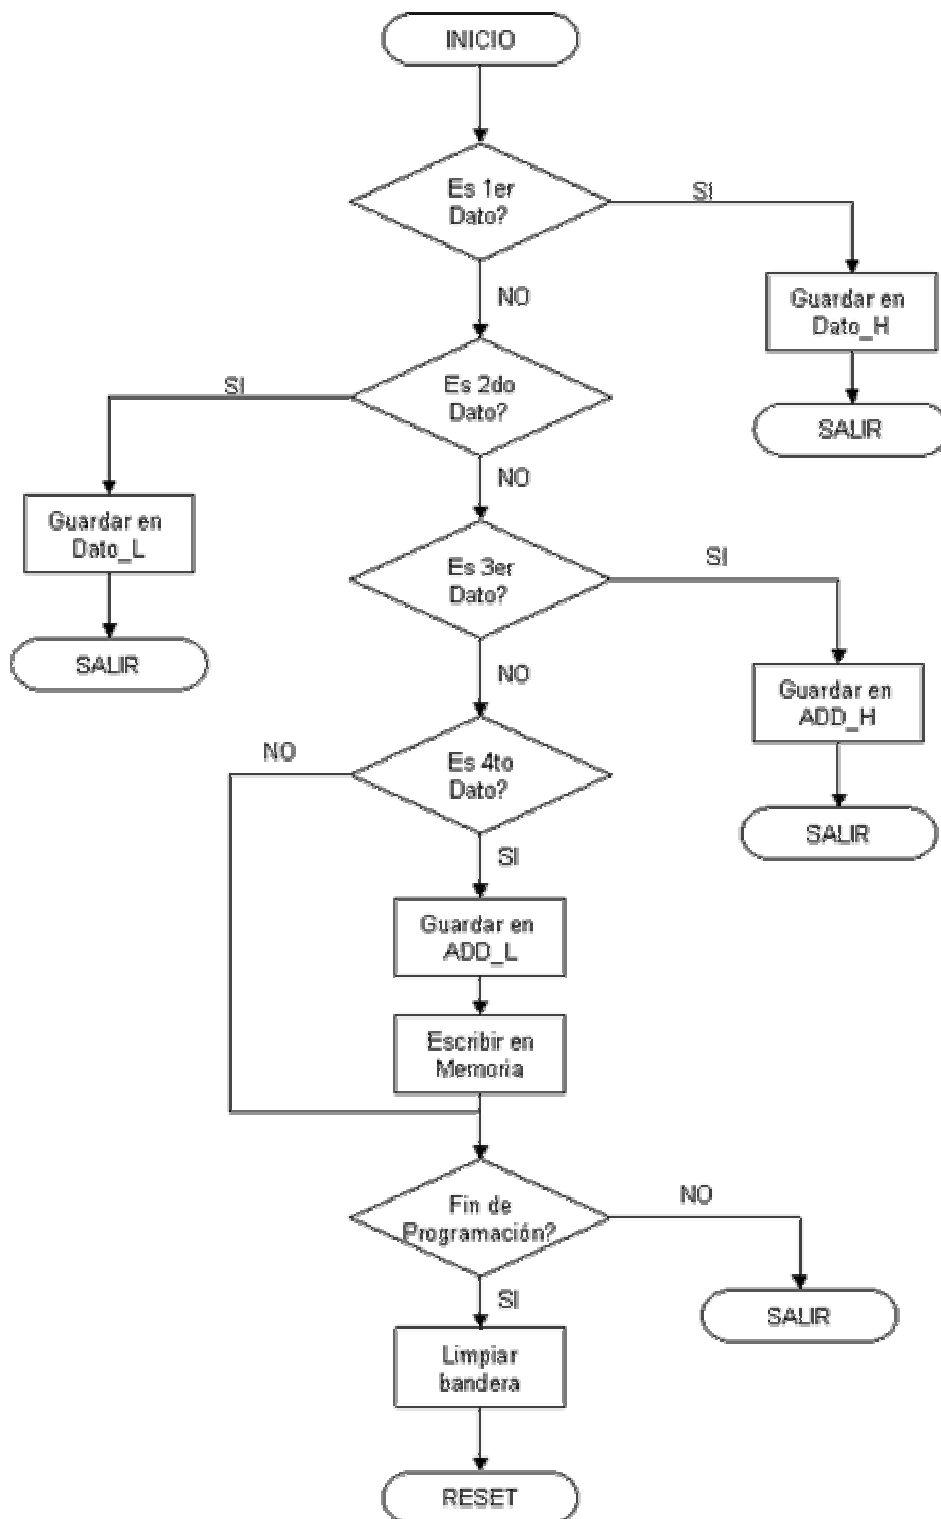 INICIO
Es 1er
Dato?
SI
NO
Guardar en
Dato_H
SALIR
Es 2do
Dato?
SI
NO
Guardar en
Dato_L
SALIR
Es 3er
Dato?
SI
NO
Guardar en
ADD_H
SALIR
Es 4to
Dato?
NO
SI
Guardar en
ADD_L
Escribir en
Memoria
Fin de
Programación?
NO
SALIR
SI
Limpiar
bandera
RESET